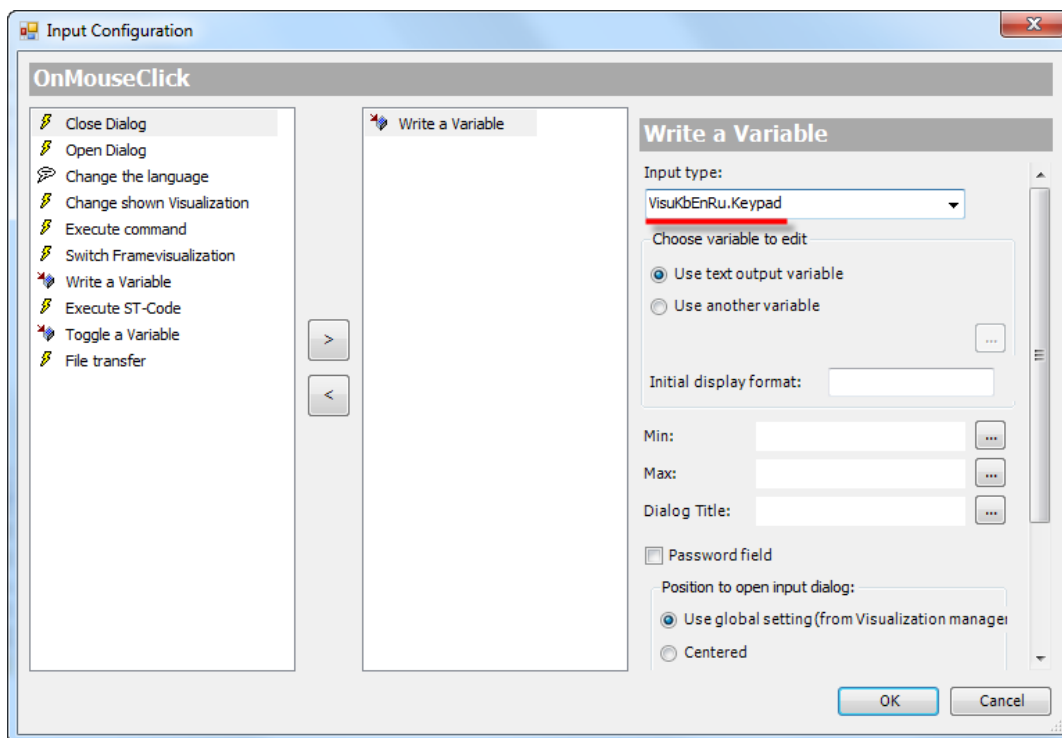 Input Configuration
OnMouseClick
Close Dialog
Open Dialog
Change the language
Change shown Visualization
Execute command
Switch Framevisualization
Write a Variable
Execute ST-Code
Toggle a Variable
File transfer
>
<
Write a Variable
Write a Variable
Input type:
VisuKbEnRu.Keypad
Choose variable to edit
Use text output variable
Use another variable
...
Initial display format:
Min:
...
Max:
...
Dialog Title:
...
Password field
Position to open input dialog:
Use global setting (from Visualization manager
Centered
OK
Cancel